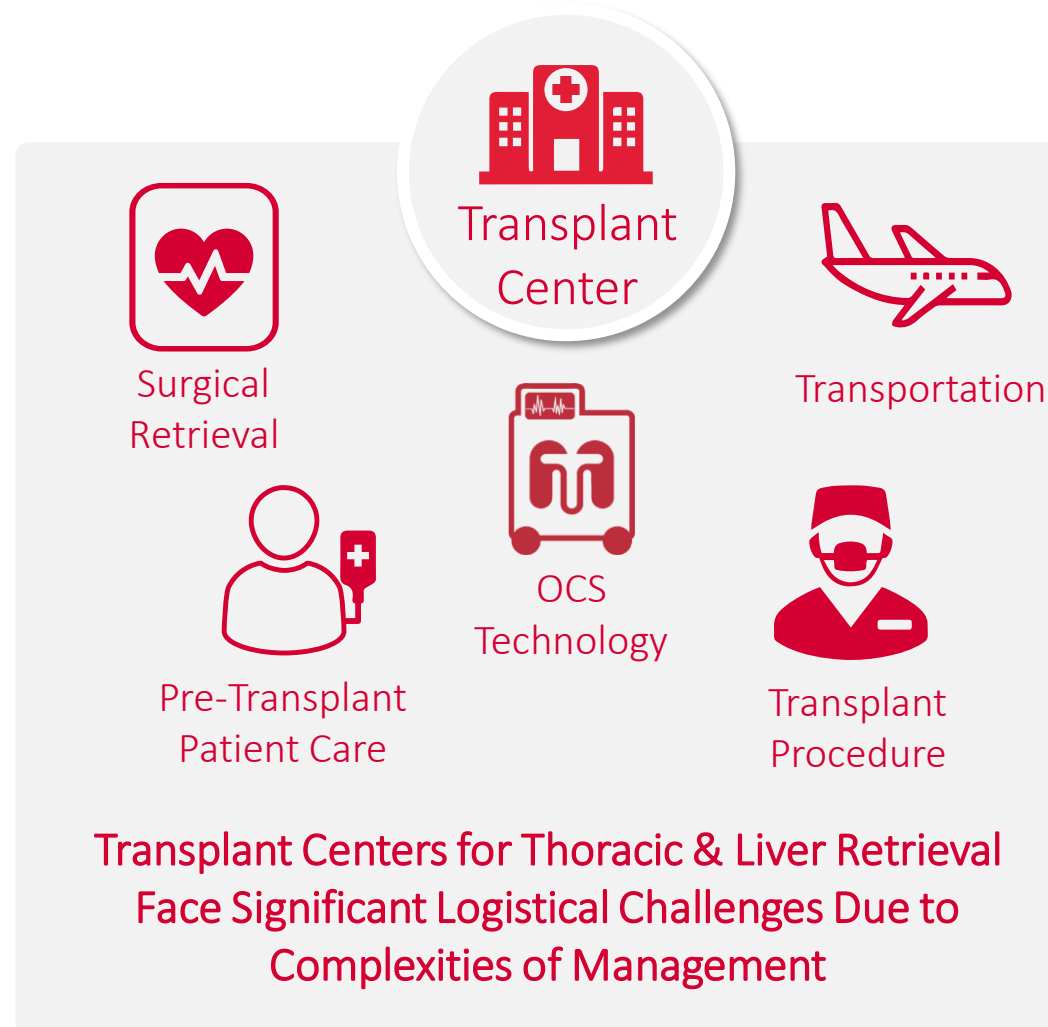 Transplant
Center
Surgical
Retrieval
Transportation
OCS
Technology
Pre-Transplant
Patient Care
Transplant
Procedure
Transplant Centers for Thoracic & Liver Retrieval
Face Significant Logistical Challenges Due to
Complexities of Management